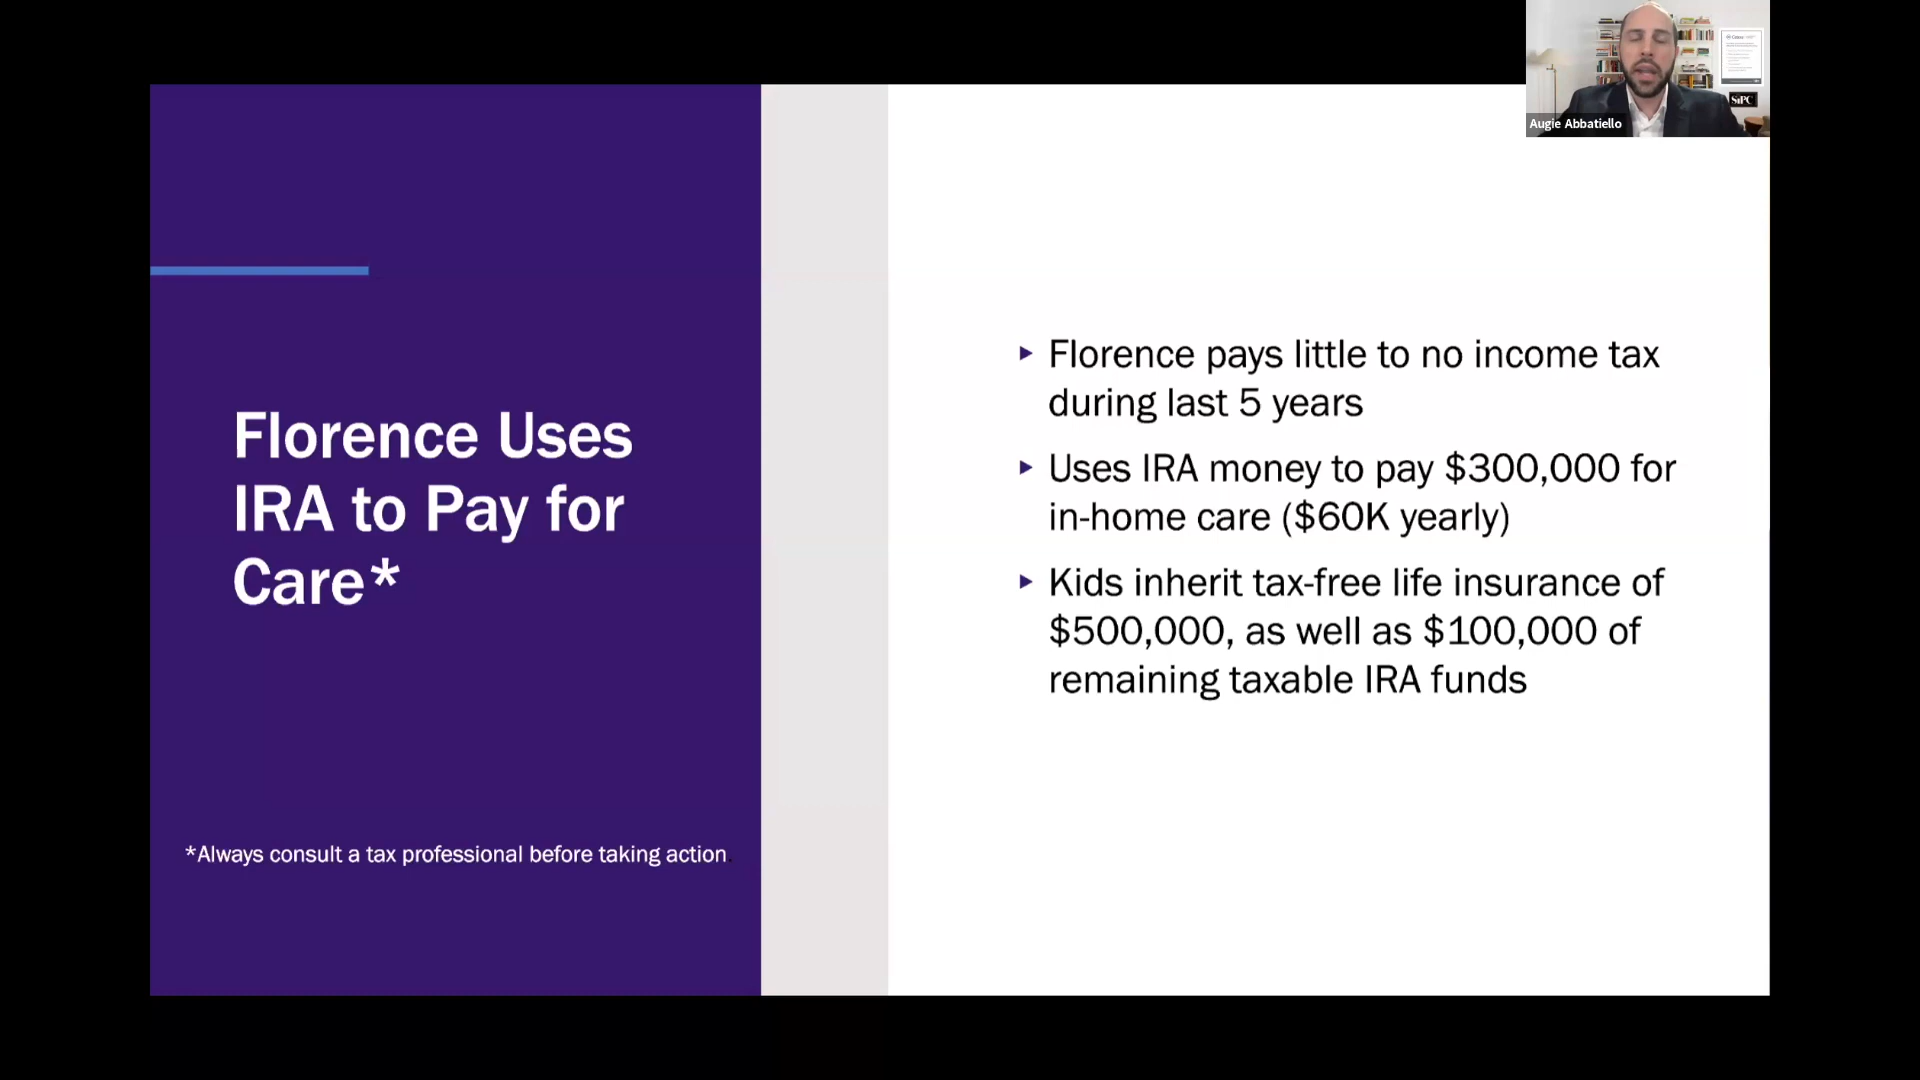 Florence Uses
IRA to Pay for
Care*
*Always consult a tax professional before taking action.
▸ Florence pays little to no income tax
during last 5 years
▸ Uses IRA money to pay $300,000 for
in-home care ($60K yearly)
▸ Kids inherit tax-free life insurance of
$500,000, as well as $100,000 of
remaining taxable IRA funds
SiPC
Augie Abbatiello